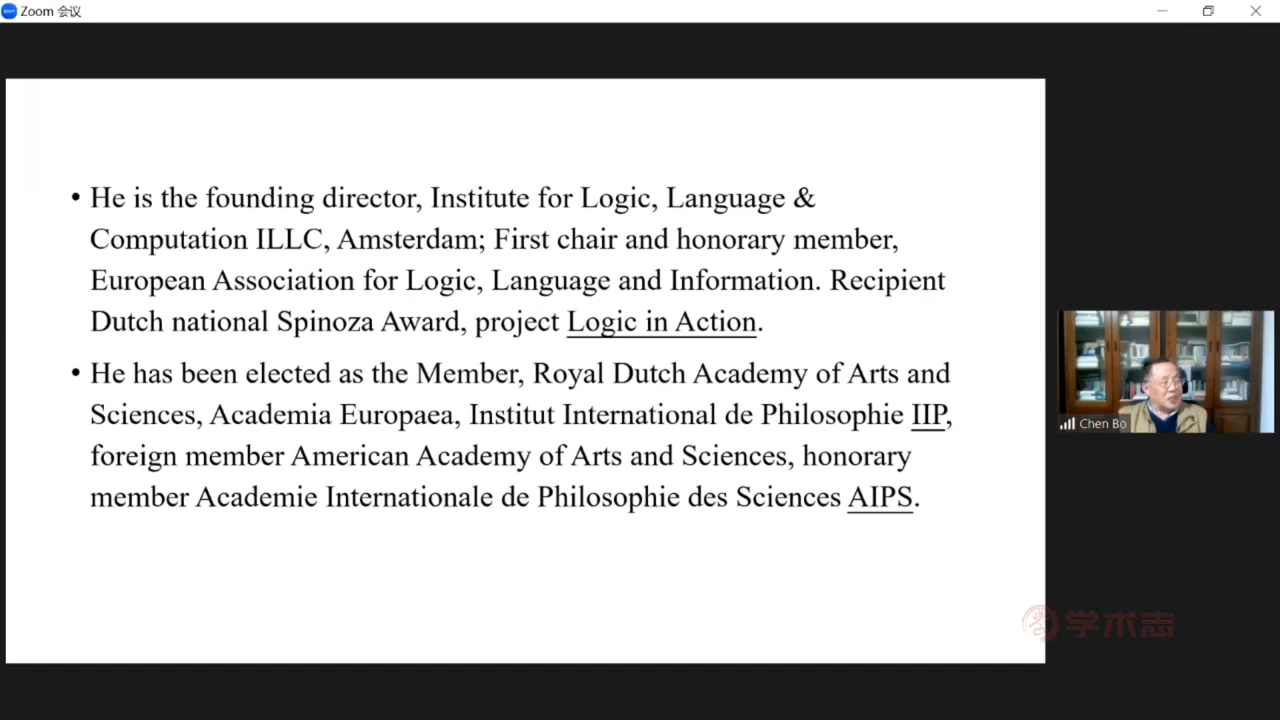 Zoom 会议
• He is the founding director, Institute for Logic, Language &
Computation ILLC, Amsterdam; First chair and honorary member,
European Association for Logic, Language and Information. Recipient
Dutch national Spinoza Award, project Logic in Action.
• He has been elected as the Member, Royal Dutch Academy of Arts and
Sciences, Academia Europaea, Institut International de Philosophie IIP,
foreign member American Academy of Arts and Sciences, honorary
member Academie Internationale de Philosophie des Sciences AIPS.
Chen Bo
学术志